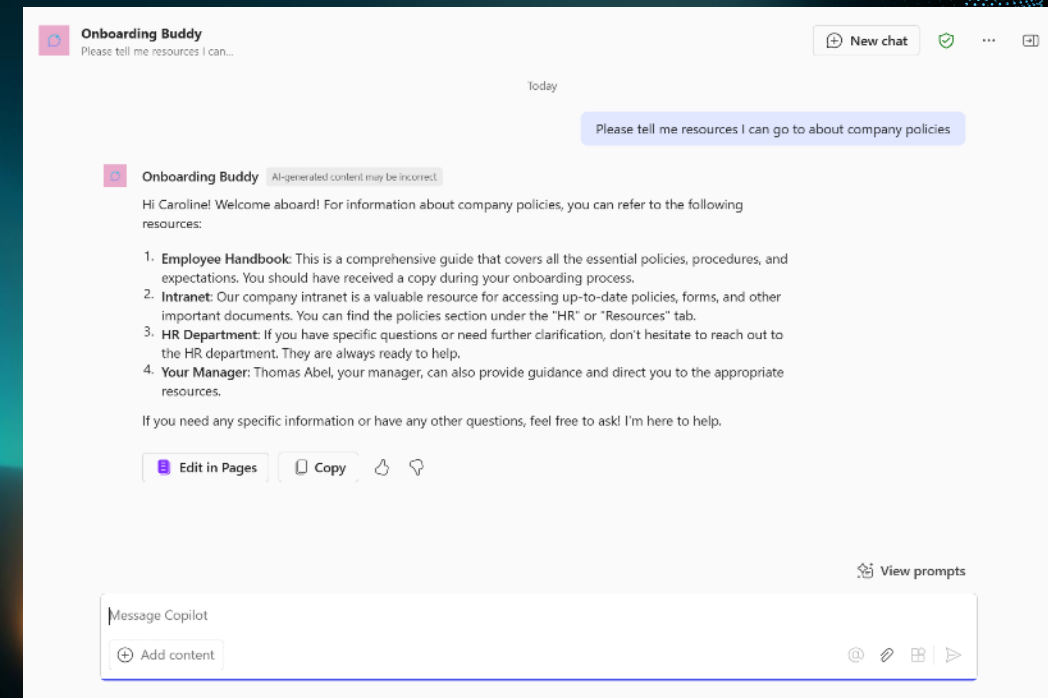 Onboarding Buddy
Please tell me resources I can...
New chat
Today
Please tell me resources I can go to about company policies
Onboarding Buddy AI-generated content may be incorrect
Hi Caroline! Welcome aboard! For information about company policies, you can refer to the following
resources:
1. Employee Handbook: This is a comprehensive guide that covers all the essential policies, procedures, and
expectations. You should have received a copy during your onboarding process.
2. Intranet: Our company intranet is a valuable resource for accessing up-to-date policies, forms, and other
important documents. You can find the policies section under the "HR" or "Resources" tab.
3. HR Department: If you have specific questions or need further clarification, don't hesitate to reach out to
the HR department. They are always ready to help.
4. Your Manager: Thomas Abel, your manager, can also provide guidance and direct you to the appropriate
resources.
If you need any specific information or have any other questions, feel free to ask! I'm here to help.
Edit in Pages Copy
View prompts
Message Copilot
Add content